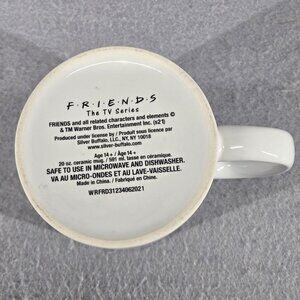 F·R·I·E·N·D·S
The TV Series
FRIENDS and all related characters and elements ©
& TM Warner Bros. Entertainment Inc. (s21)
Produced under licence by / Produit sous licence par
Silver Buffalo, LLC, NY, NY 10018
www.silver-buffalo.com
Age 14 + / Âge 14 +
20 oz. ceramic mug / 591 ml. tasse en céramique.
SAFE TO USE IN MICROWAVE AND DISHWASHER.
VA AU MICRO-ONDES ET AU LAVE-VAISSELLE.
Made in China. / Fabriqué en Chine.
WRFRD31234062021